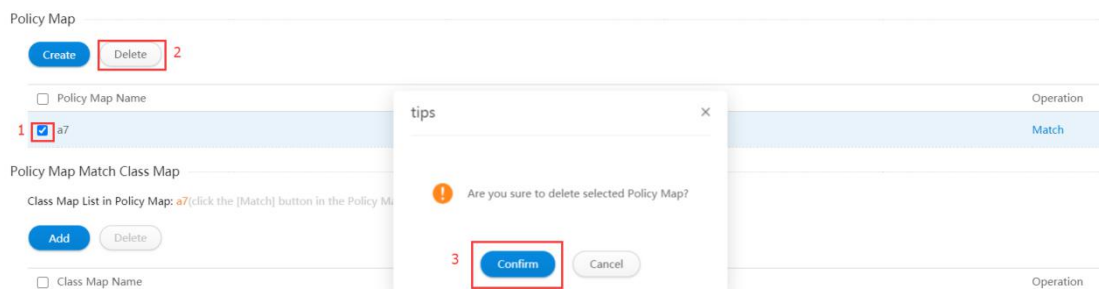 Policy Map
Create Delete 2
Policy Map Name Operation
tips ×
1 a7 Match
Policy Map Match Class Map
! Are you sure to delete selected Policy Map?
Class Map List in Policy Map: a7(click the [Match] button in the Policy
Add Delete
3 Confirm Cancel
Class Map Name Operation